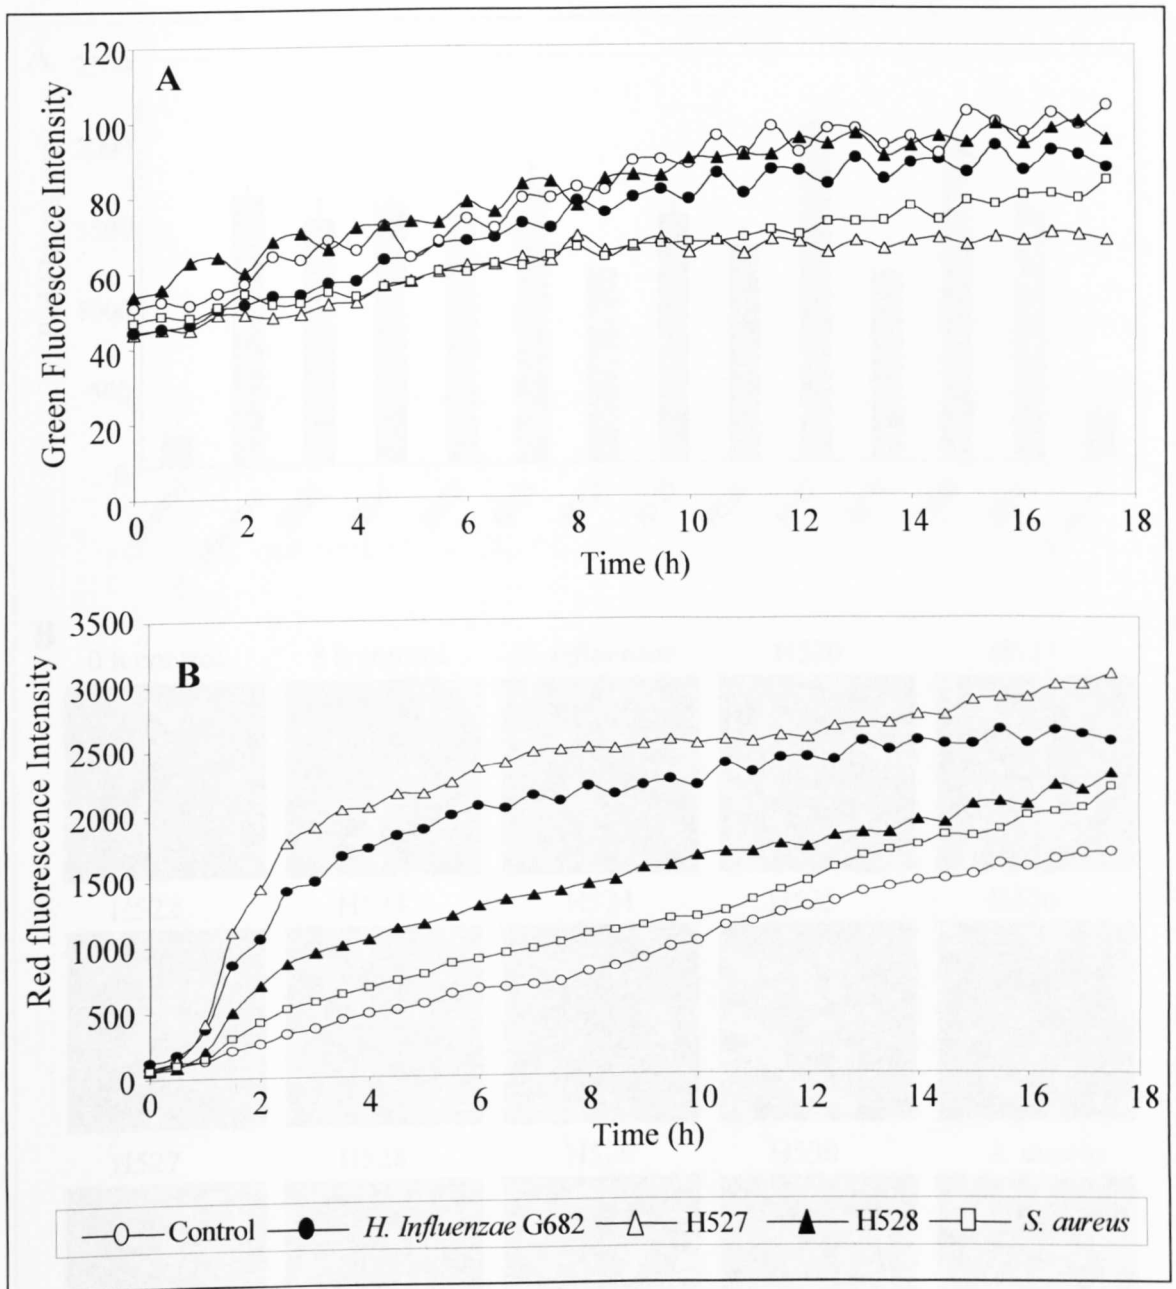 A
120
100
80
60
40
20
0
Green Fluorescence Intensity
0 2 4 6 8 10 12 14 16 18
Time (h)
B
3500
3000
2500
2000
1500
1000
500
0
Red fluorescence Intensity
0 2 4 6 8 10 12 14 16 18
Time (h)
Control H. Influenzae G682 H527 H528 S. aureus